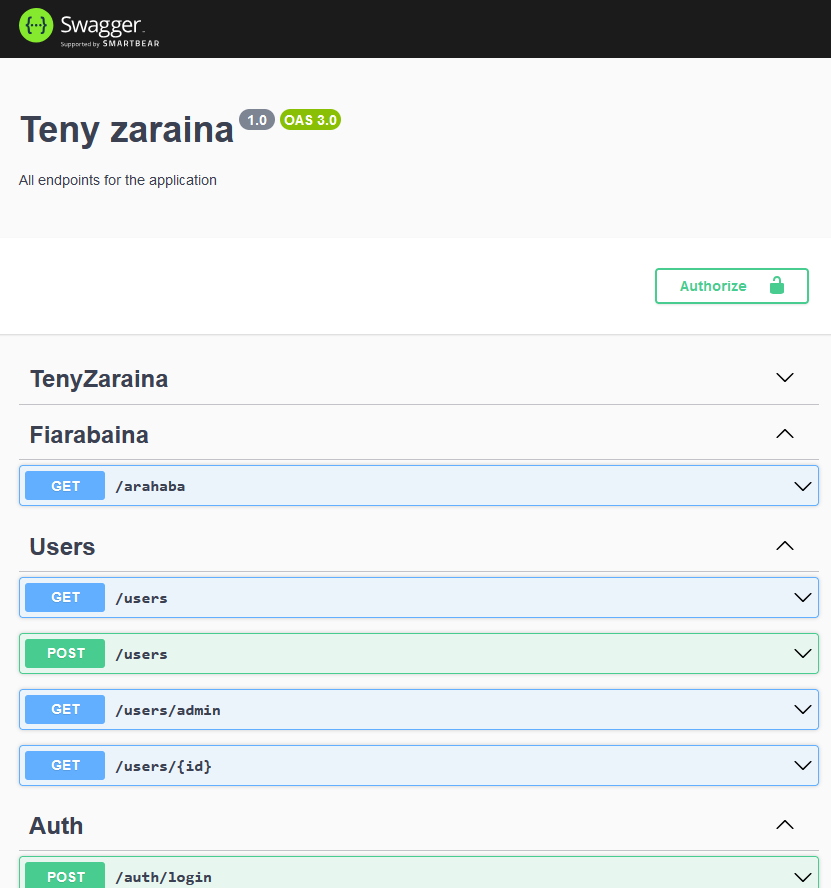 Swagger
Supported by SMARTBEAR
Teny zaraina 1.0 OAS 3.0
All endpoints for the application
Authorize
TenyZaraina
Fiarabaina
GET /arahaba
Users
GET /users
POST /users
GET /users/admin
GET /users/{id}
Auth
POST /auth/login